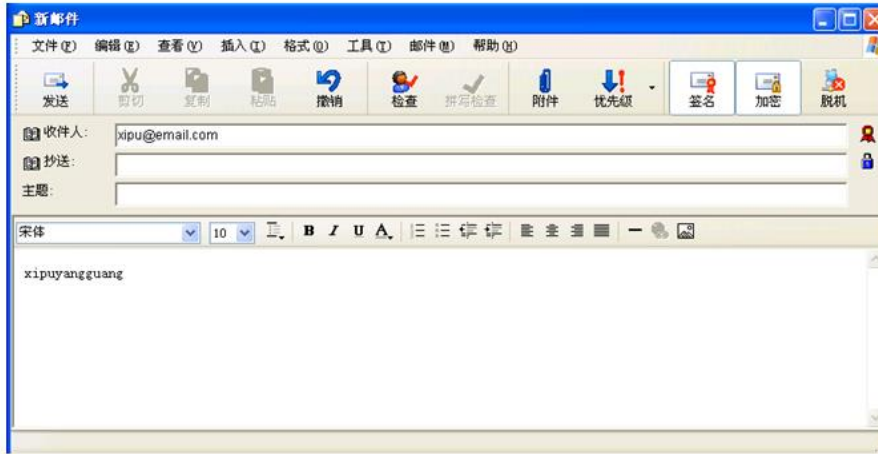 新邮件
文件(F) 编辑(E) 查看(V) 插入(I) 格式(O) 工具(T) 邮件(M) 帮助(H)
发送 剪切 复制 粘贴 撤销 检查 拼写检查 附件 优先级 签名 加密 脱机
收件人: xipu@email.com
抄送:
主题:
宋体 10 B I U A
xipuyangguang